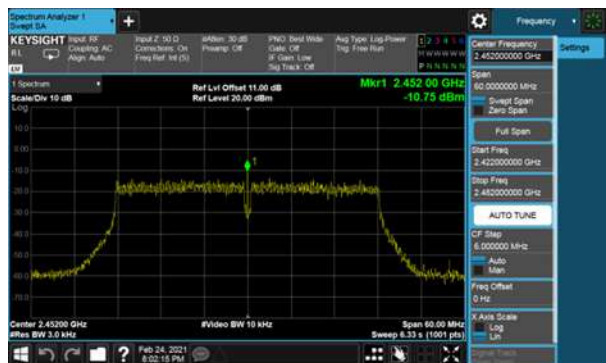 Spectrum Analyzer 1
Swept SA
+
Frequency
KEYSIGHT
RL
Input: RF
Coupling: AC
Align: Auto
Input Z: 50 Ω
Corrections: On
Freq Ref: Int (S)
#Atten: 30 dB
Preamp: Off
PNO: Best Wide
Gate: Off
IF Gain: Low
Sig Track: Off
Avg Type: Log-Power
Trig: Free Run
1 2 3 4 5 6
M W W W W W
P N N N N N
1 Spectrum
Scale/Div 10 dB
Log
Ref Lvl Offset 11.00 dB
Ref Level 20.00 dBm
Mkr1 2.452 00 GHz
-10.75 dBm
10.0
0.00
-10.0
-20.0
-30.0
-40.0
-50.0
-60.0
-70.0
1
Center 2.45200 GHz
#Res BW 3.0 kHz
#Video BW 10 kHz
Span 60.00 MHz
Sweep 6.33 s (1001 pts)
Feb 24, 2021
8:02:15 PM
Center Frequency
2.452000000 GHz
Settings
Span
60.0000000 MHz
Swept Span
Zero Span
Full Span
Start Freq
2.422000000 GHz
Stop Freq
2.482000000 GHz
AUTO TUNE
CF Step
6.000000 MHz
Auto
Man
Freq Offset
0 Hz
X Axis Scale
Log
Lin
Signal Track